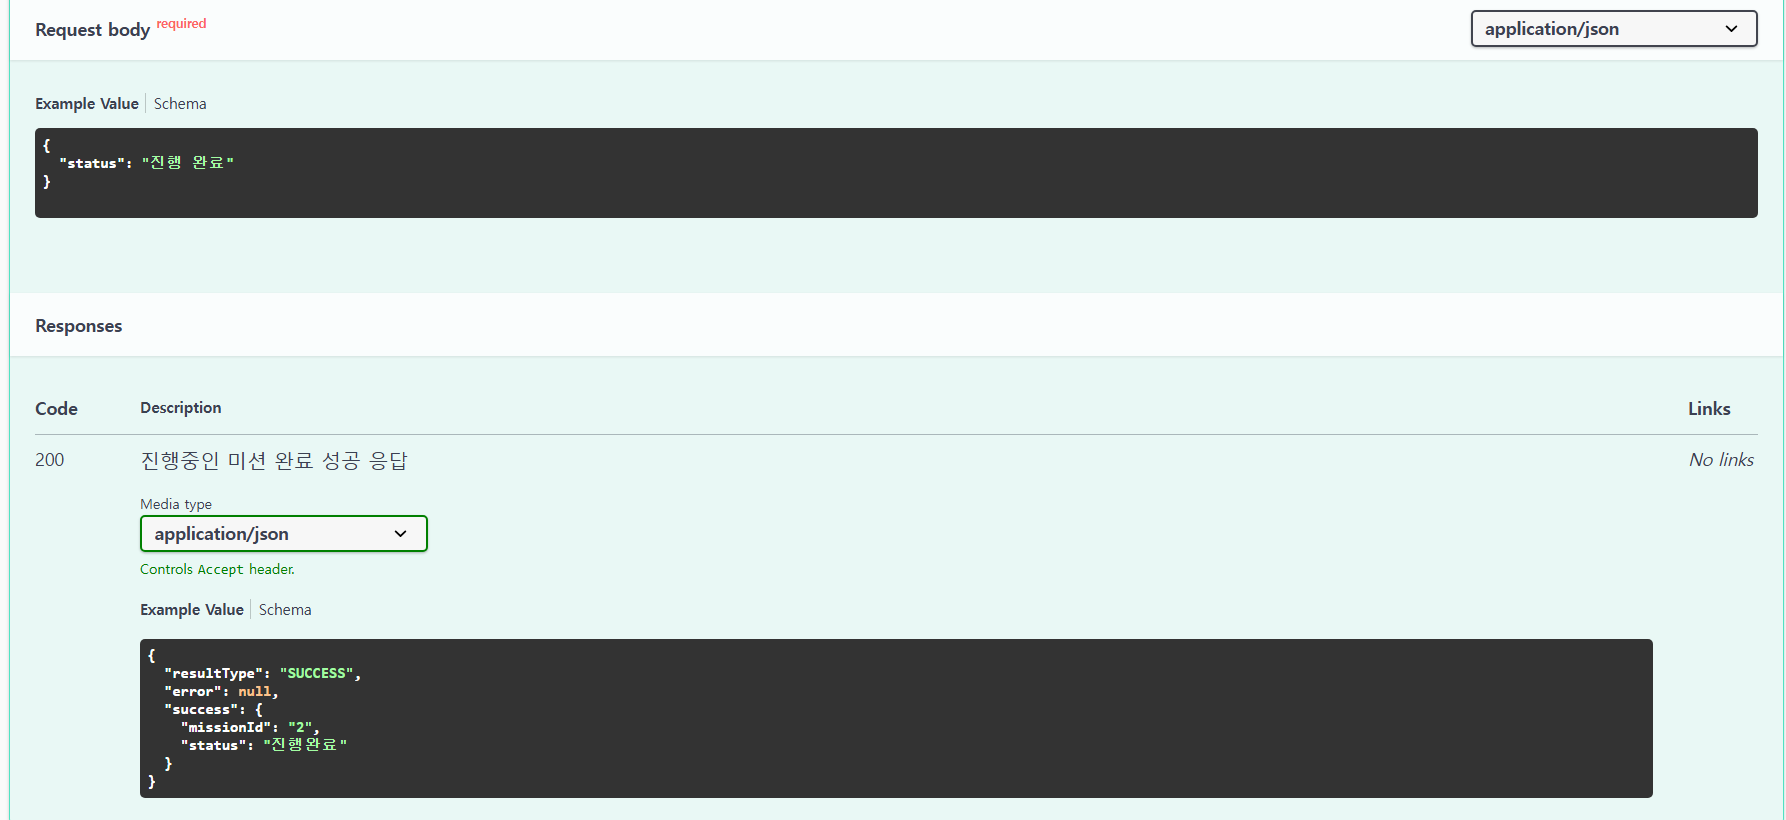 Request body required
application/json
Example Value Schema
{
"status": "진행 완료"
}
Responses
Code Description Links
200 진행중인 미션 완료 성공 응답 No links
Media type
application/json
Controls Accept header.
Example Value Schema
{
"resultType": "SUCCESS",
"error": null,
"success": {
"missionId": "2",
"status": "진행완료"
}
}